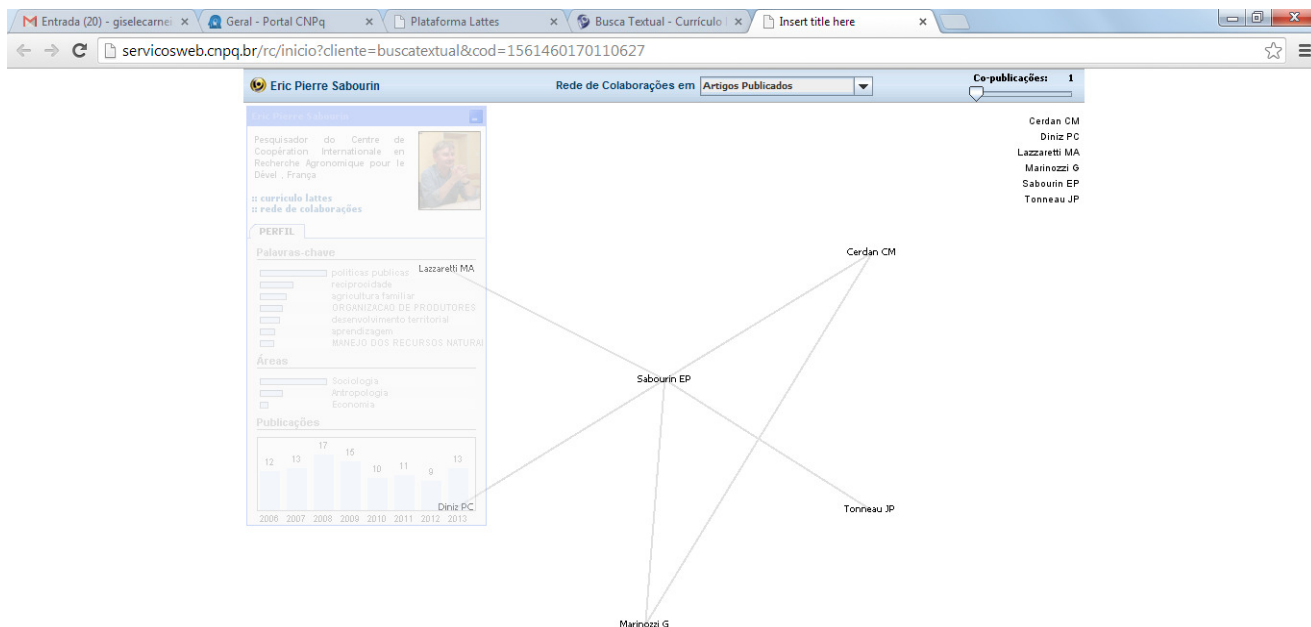 Entrada (20) - giselecarnei
Geral - Portal CNPq
Plataforma Lattes
Busca Textual - Currículo
Insert title here
servicosweb.cnpq.br/rc/inicio?cliente=buscatextual&cod=1561460170110627
Eric Pierre Sabourin
Rede de Colaborações em
Artigos Publicados
Co-publicações: 1
Eric Pierre Sabourin
Pesquisador do Centre de
Coopération Internationale en
Recherche Agronomique pour le
Dével , França
:: currículo lattes
:: rede de colaborações
PERFIL
Palavras-chave
politicas publicas
reciprocidade
agricultura familiar
ORGANIZACAO DE PRODUTORES
desenvolvimento territorial
aprendizagem
MANEJO DOS RECURSOS NATURAI
Áreas
Sociologia
Antropologia
Economia
Publicações
12 13 17 16 10 11 9 13
2006 2007 2008 2009 2010 2011 2012 2013
Lazzaretti MA
Cerdan CM
Sabourin EP
Diniz PC
Tonneau JP
Marinozzi G
Cerdan CM
Diniz PC
Lazzaretti MA
Marinozzi G
Sabourin EP
Tonneau JP